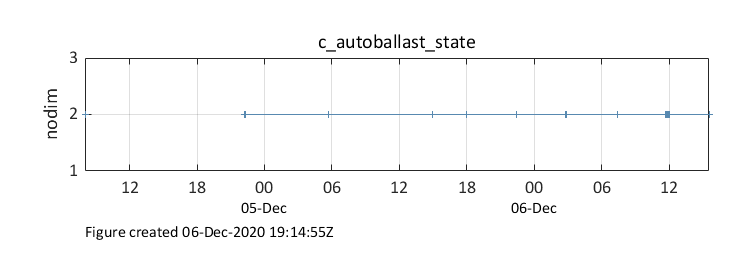 c_autoballast_state
nodim
3
2
1
12 18 00 06 12 18 00 06 12
05-Dec 06-Dec
Figure created 06-Dec-2020 19:14:55Z